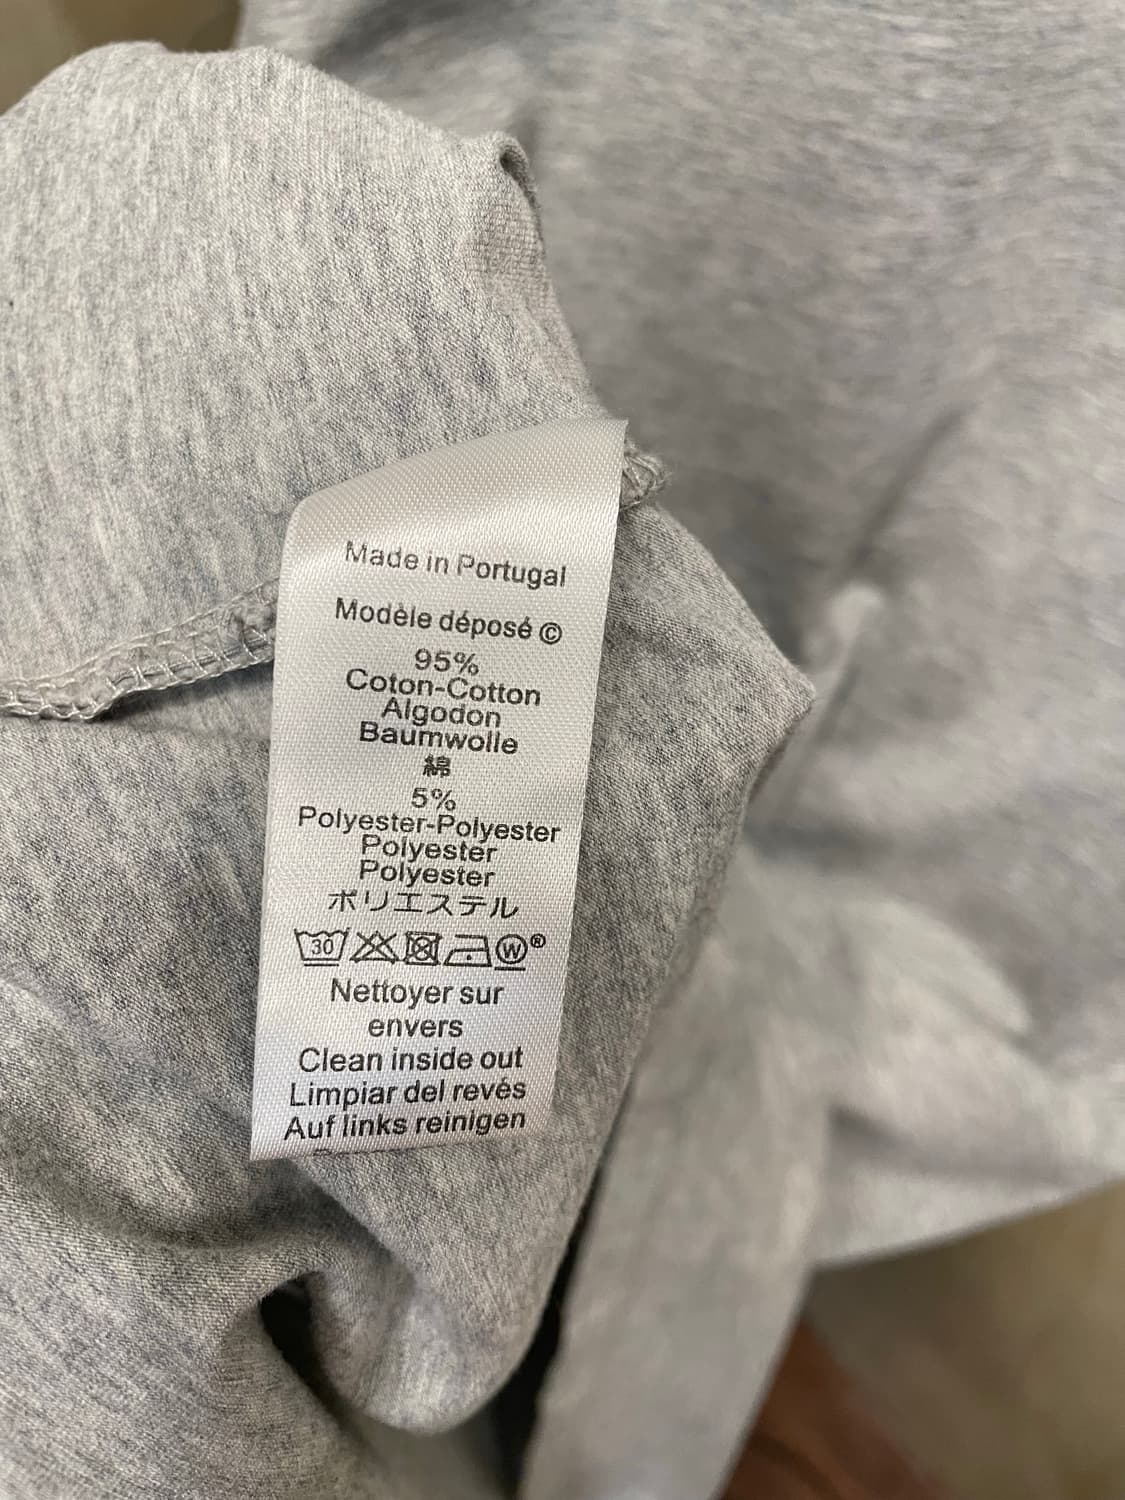 Made in Portugal
Modèle déposé ©
95%
Coton-Cotton
Algodon
Baumwolle
綿
5%
Polyester-Polyester
Polyester
Polyester
ポリエステル
30 W®
Nettoyer sur
envers
Clean inside out
Limpiar del revés
Auf links reinigen